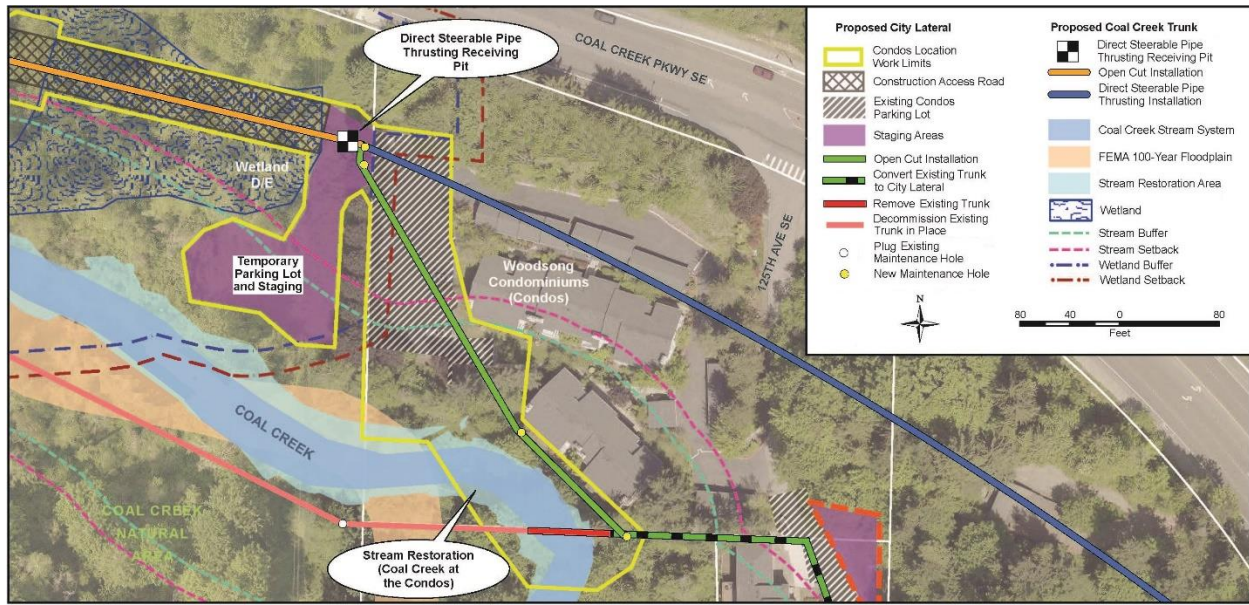 Direct Steerable Pipe
Thrusting Receiving
Pit
COAL CREEK PKWY SE
Wetland
D/E
125TH AVE SE
Temporary
Parking Lot
and Staging
Woodsong
Condominiums
(Condos)
COAL CREEK
COAL CREEK
NATURAL
AREA
Stream Restoration
(Coal Creek at
the Condos)
Proposed City Lateral
Condos Location
Work Limits
Construction Access Road
Existing Condos
Parking Lot
Staging Areas
Open Cut Installation
Convert Existing Trunk
to City Lateral
Remove Existing Trunk
Decommission Existing
Trunk in Place
Plug Existing
Maintenance Hole
New Maintenance Hole
Proposed Coal Creek Trunk
Direct Steerable Pipe
Thrusting Receiving Pit
Open Cut Installation
Direct Steerable Pipe
Thrusting Installation
Coal Creek Stream System
FEMA 100-Year Floodplain
Stream Restoration Area
Wetland
Stream Buffer
Stream Setback
Wetland Buffer
Wetland Setback
N
80 40 0 80
Feet